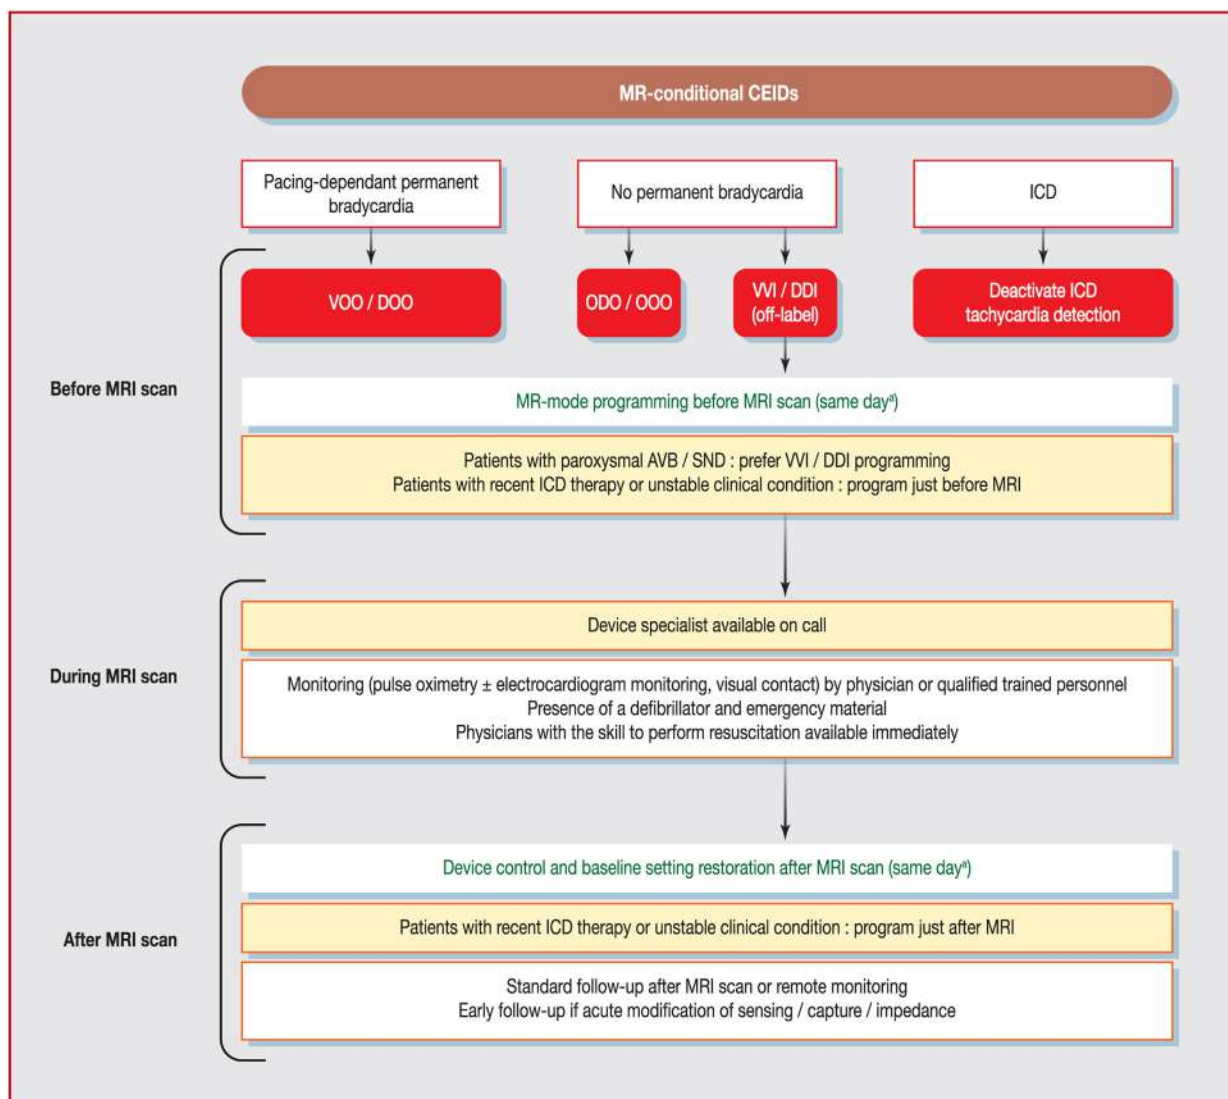 MR-conditional CEIDs
Pacing-dependant permanent
bradycardia
No permanent bradycardia
ICD
Before MRI scan
VOO / DOO
ODO / OOO
VVI / DDI
(off-label)
Deactivate ICD
tachycardia detection
MR-mode programming before MRI scan (same dayª)
Patients with paroxysmal AVB / SND : prefer VVI / DDI programming
Patients with recent ICD therapy or unstable clinical condition : program just before MRI
During MRI scan
Device specialist available on call
Monitoring (pulse oximetry ± electrocardiogram monitoring, visual contact) by physician or qualified trained personnel
Presence of a defibrillator and emergency material
Physicians with the skill to perform resuscitation available immediately
After MRI scan
Device control and baseline setting restoration after MRI scan (same dayª)
Patients with recent ICD therapy or unstable clinical condition : program just after MRI
Standard follow-up after MRI scan or remote monitoring
Early follow-up if acute modification of sensing / capture / impedance